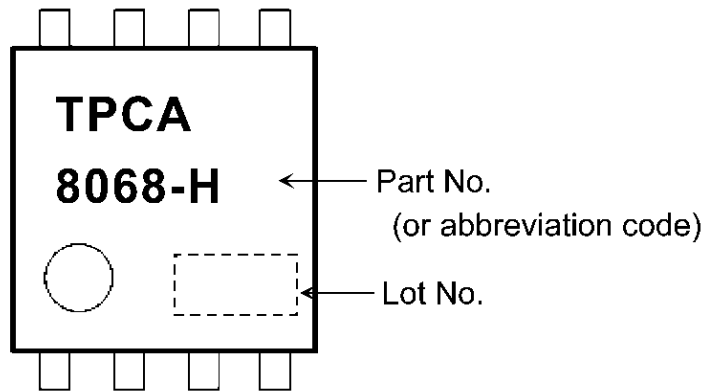 TPCA
8068-H
Part No.
(or abbreviation code)
Lot No.